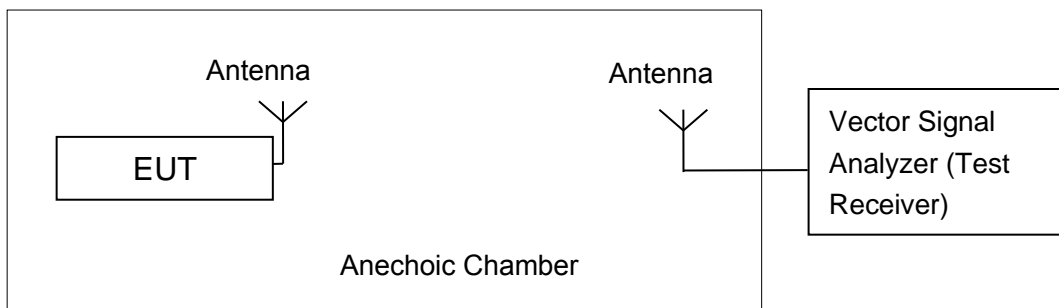 Antenna
Antenna
EUT
Vector Signal
Analyzer (Test
Receiver)
Anechoic Chamber